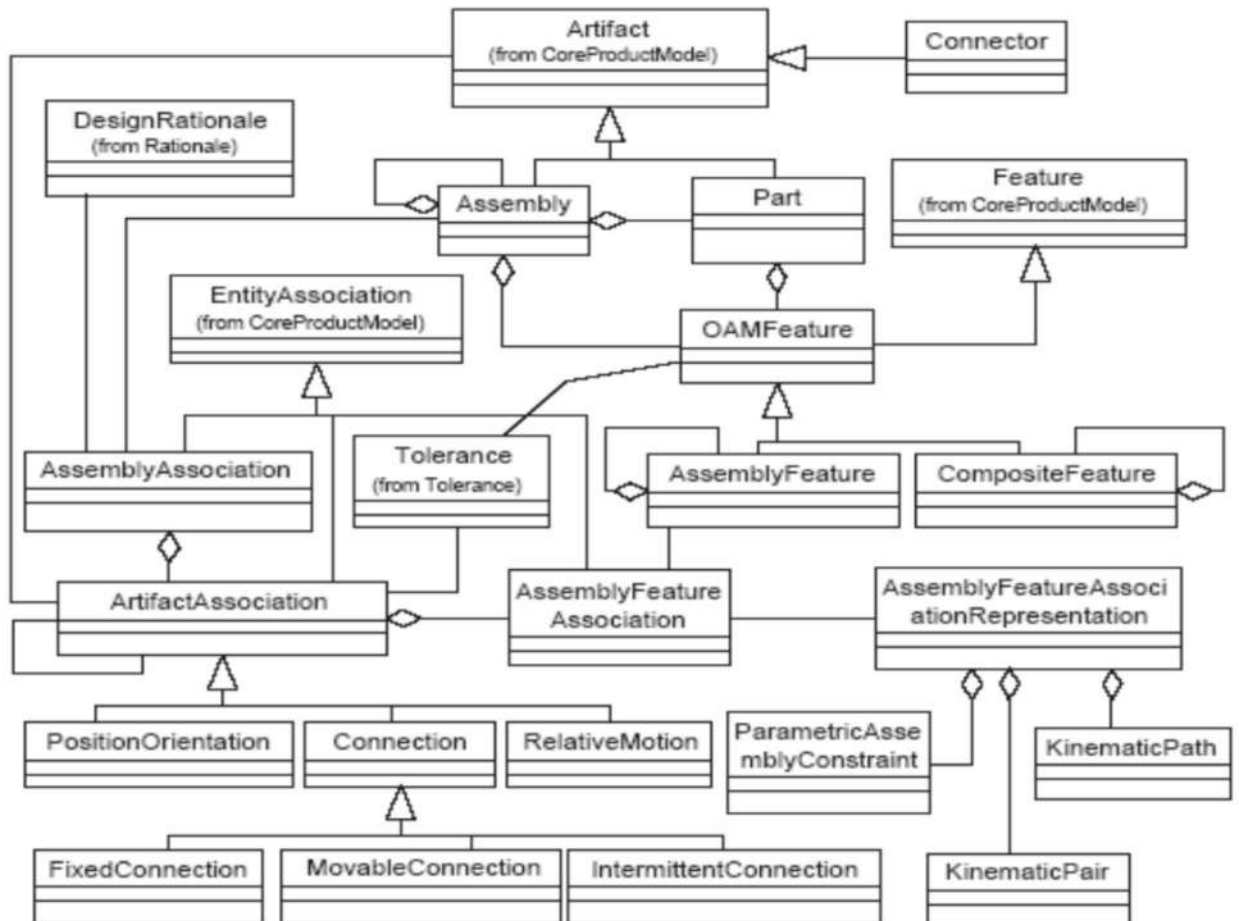 Artifact
(from CoreProductModel)
Connector
DesignRationale
(from Rationale)
Assembly
Part
Feature
(from CoreProductModel)
EntityAssociation
(from CoreProductModel)
OAMFeature
AssemblyAssociation
Tolerance
(from Tolerance)
AssemblyFeature
CompositeFeature
ArtifactAssociation
AssemblyFeature
Association
AssemblyFeatureAssoci
ationRepresentation
PositionOrientation
Connection
RelativeMotion
ParametricAsse
mblyConstraint
KinematicPath
FixedConnection
MovableConnection
IntermittentConnection
KinematicPair